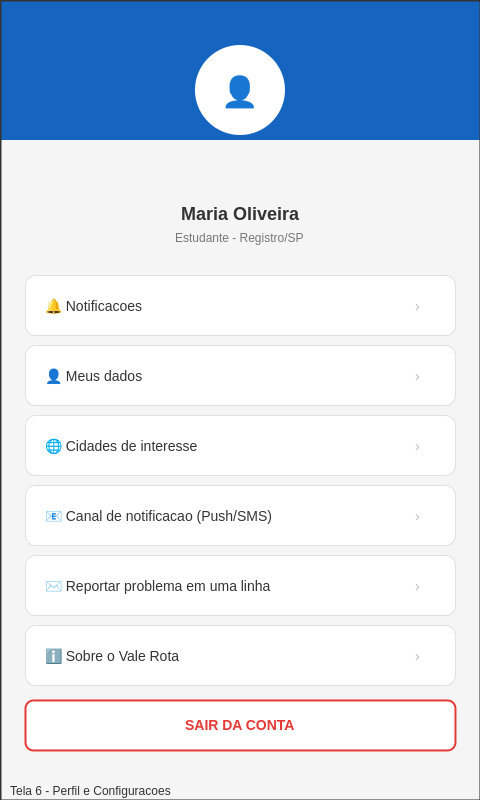 Maria Oliveira
Estudante - Registro/SP
Notificacoes
Meus dados
Cidades de interesse
Canal de notificacao (Push/SMS)
Reportar problema em uma linha
Sobre o Vale Rota
SAIR DA CONTA
Tela 6 - Perfil e Configuracoes